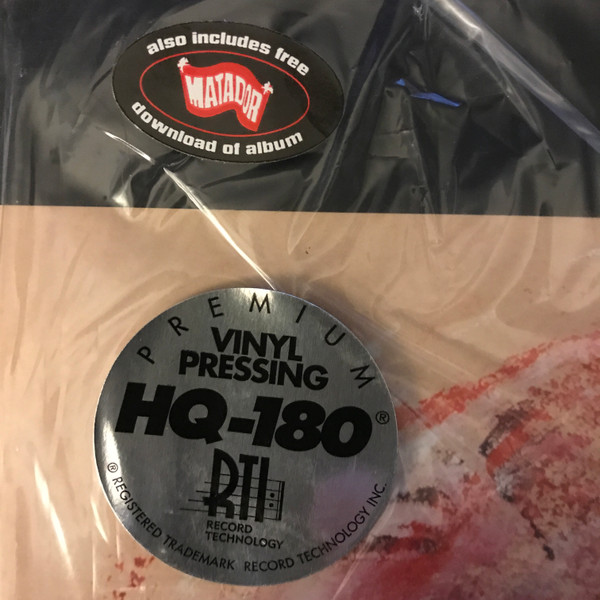 also includes free
MATADOR
download of album
PREMIUM
VINYL
PRESSING
HQ-180®
RTI
RECORD
TECHNOLOGY
® REGISTERED TRADEMARK RECORD TECHNOLOGY INC.